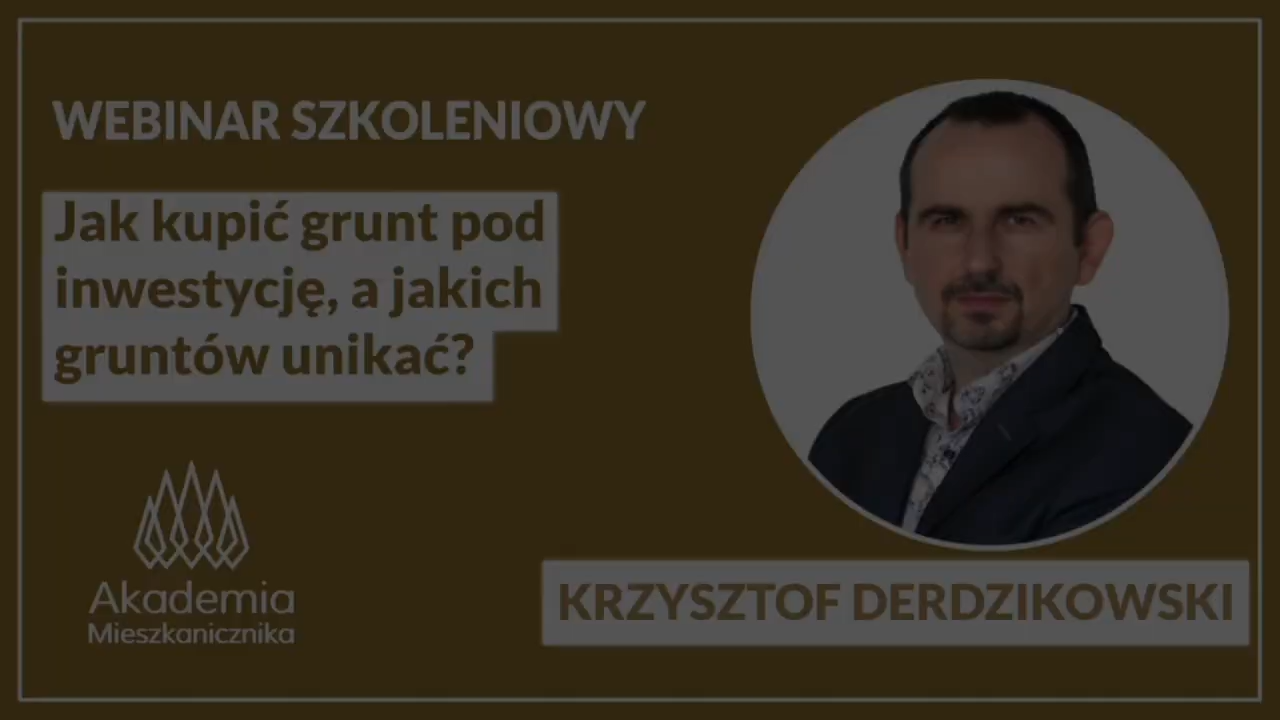 WEBINAR SZKOLENIOWY
Jak kupić grunt pod
inwestycję, a jakich
gruntów unikać?
Akademia
Mieszkanicznika
KRZYSZTOF DERDZIKOWSKI